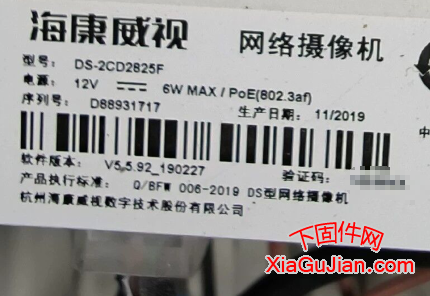 海康威视 网络摄像机
型号: DS-2CD2825F
电源: 12V 6W MAX / PoE(802.3af)
序列号: D88931717 生产日期: 11/2019
中
软件版本: V5.5.92_190227 验证码:
产品执行标准: Q/BFW 006-2019 DS型网络摄像机
杭州海康威视数字技术股份有限公司
下固件网
XiaGuJian.com